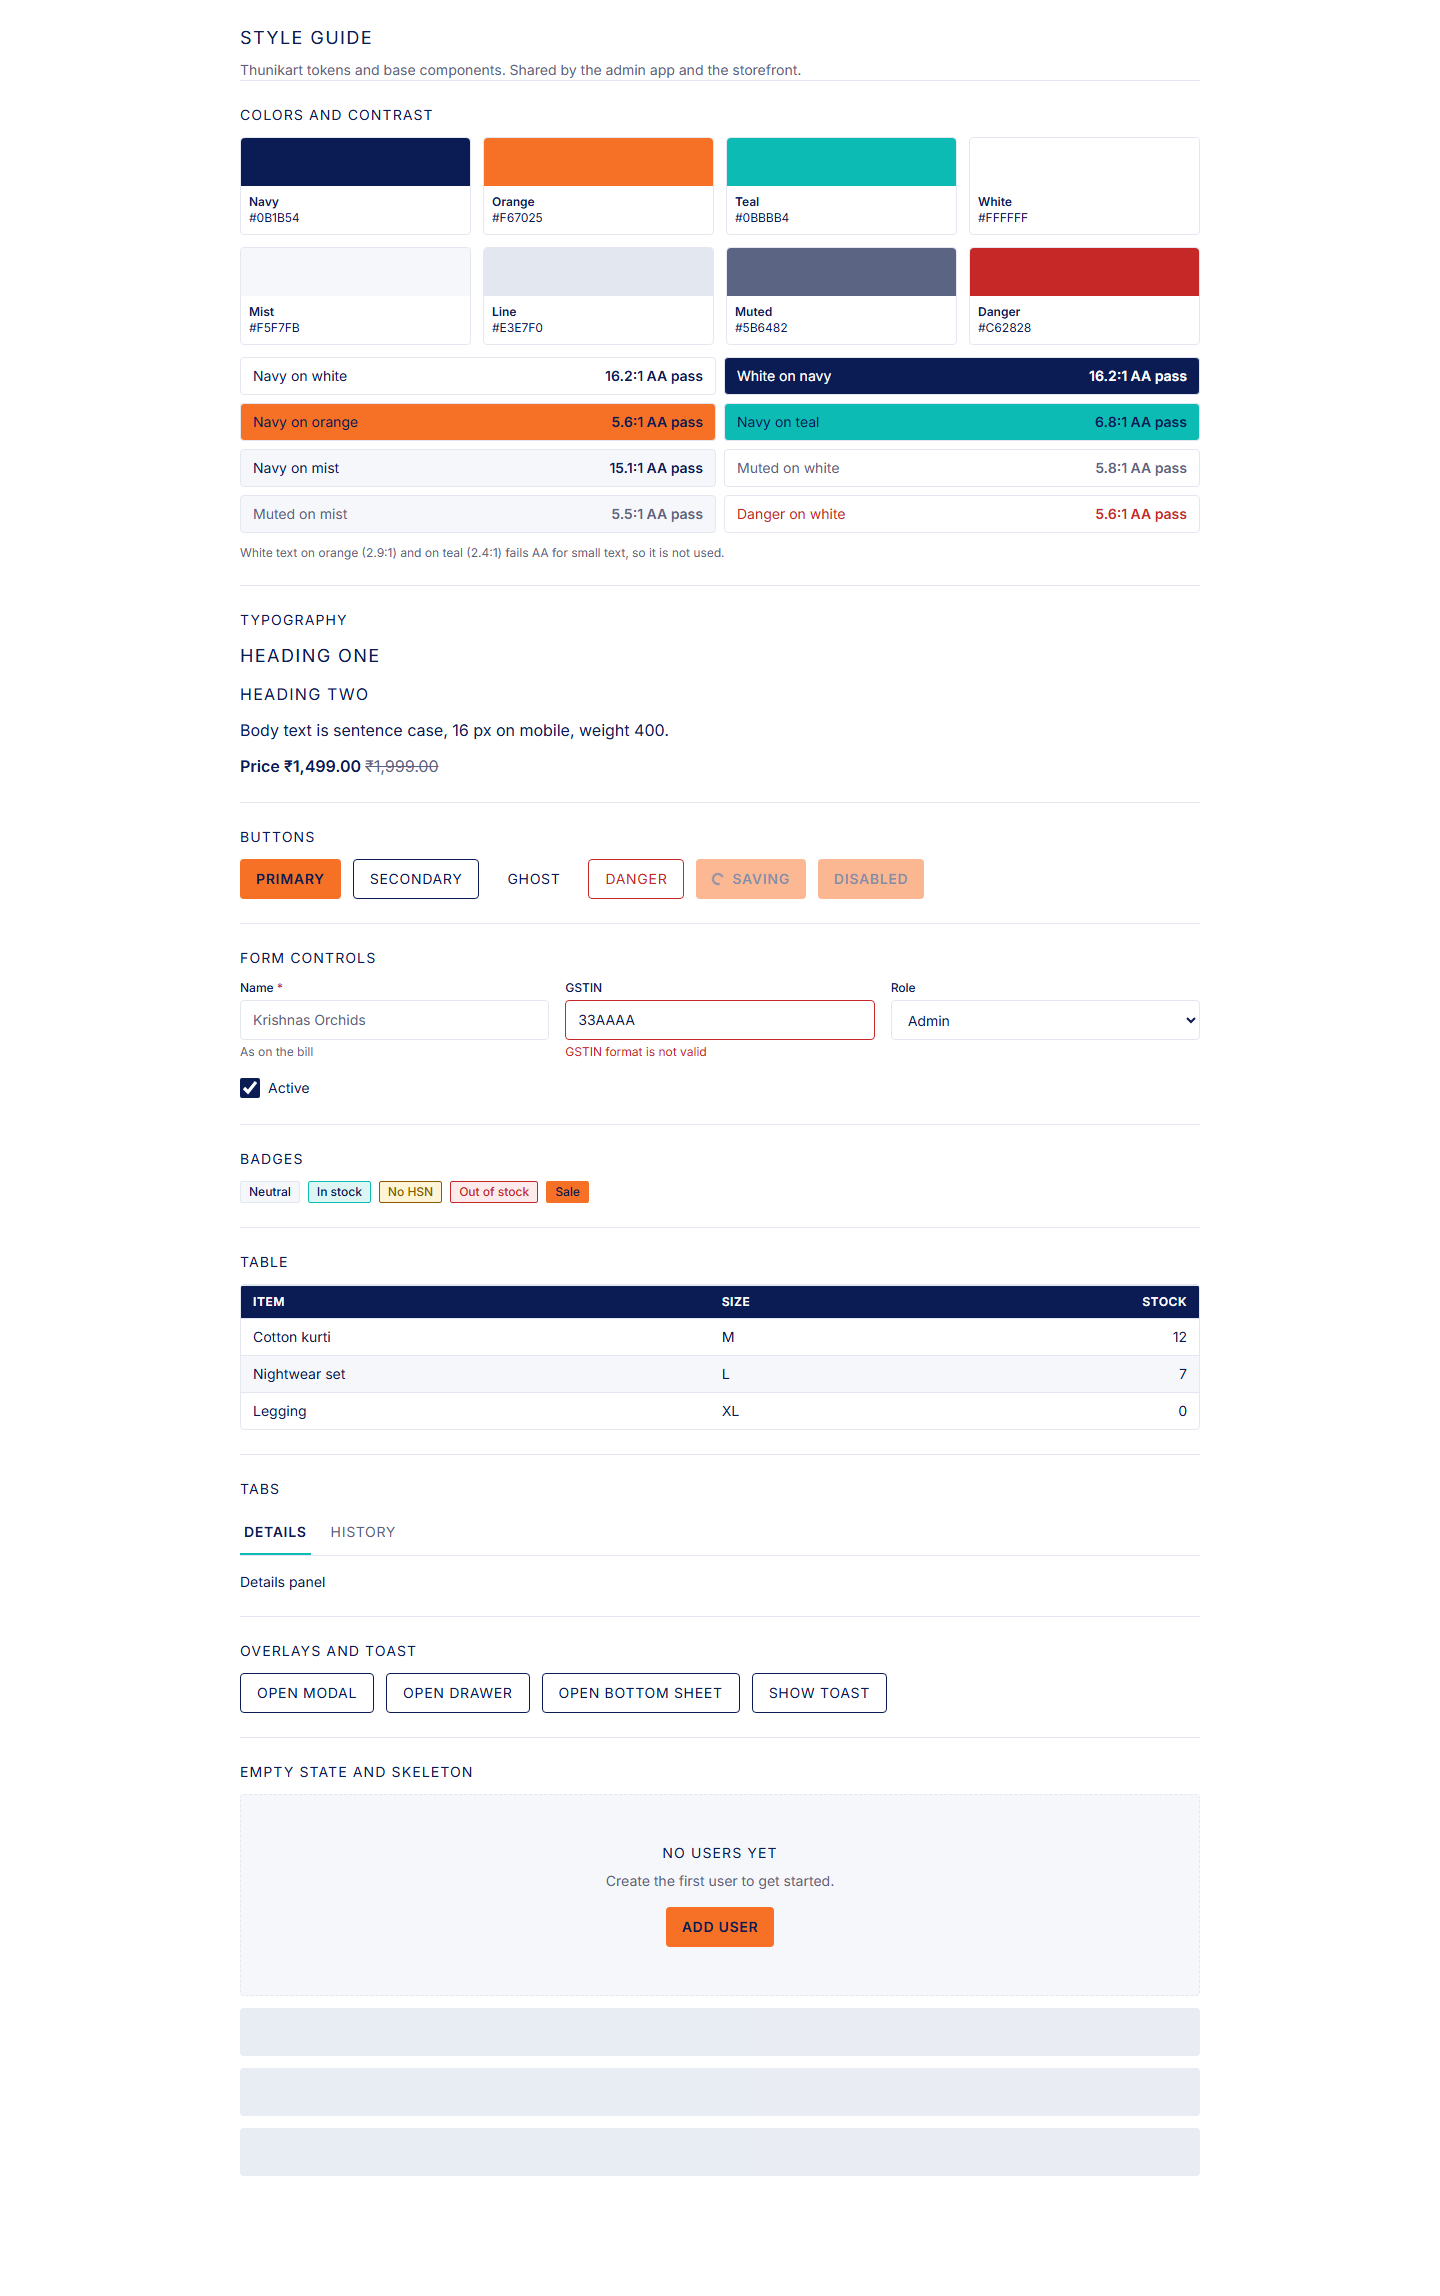 STYLE GUIDE
Thunikart tokens and base components. Shared by the admin app and the storefront.
COLORS AND CONTRAST
Navy
#0B1B54
Orange
#F67025
Teal
#0BBBB4
White
#FFFFFF
Mist
#F5F7FB
Line
#E3E7F0
Muted
#5B6482
Danger
#C62828
Navy on white 16.2:1 AA pass
White on navy 16.2:1 AA pass
Navy on orange 5.6:1 AA pass
Navy on teal 6.8:1 AA pass
Navy on mist 15.1:1 AA pass
Muted on white 5.8:1 AA pass
Muted on mist 5.5:1 AA pass
Danger on white 5.6:1 AA pass
White text on orange (2.9:1) and on teal (2.4:1) fails AA for small text, so it is not used.
TYPOGRAPHY
HEADING ONE
HEADING TWO
Body text is sentence case, 16 px on mobile, weight 400.
Price ₹1,499.00 ₹1,999.00
BUTTONS
PRIMARY SECONDARY GHOST DANGER SAVING DISABLED
FORM CONTROLS
Name * GSTIN Role
Krishnas Orchids 33AAAA Admin
As on the bill GSTIN format is not valid
Active
BADGES
Neutral In stock No HSN Out of stock Sale
TABLE
ITEM SIZE STOCK
Cotton kurti M 12
Nightwear set L 7
Legging XL 0
TABS
DETAILS HISTORY
Details panel
OVERLAYS AND TOAST
OPEN MODAL OPEN DRAWER OPEN BOTTOM SHEET SHOW TOAST
EMPTY STATE AND SKELETON
NO USERS YET
Create the first user to get started.
ADD USER